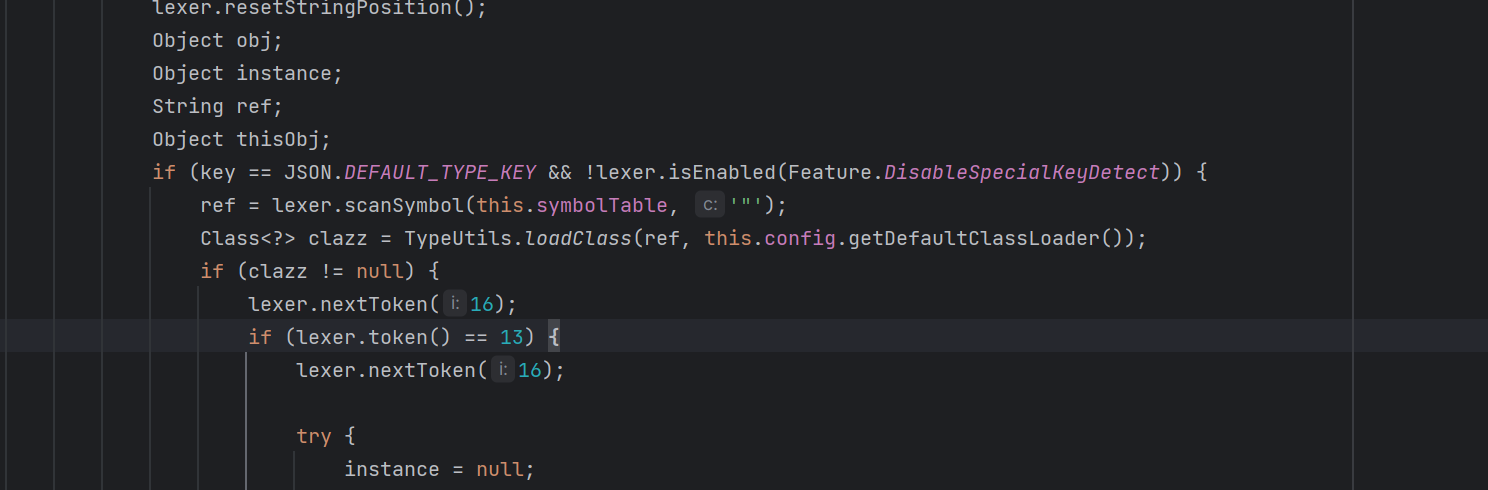 lexer.resetStringPosition();
Object obj;
Object instance;
String ref;
Object thisObj;
if (key == JSON.DEFAULT_TYPE_KEY && !lexer.isEnabled(Feature.DisableSpecialKeyDetect)) {
ref = lexer.scanSymbol(this.symbolTable, c: '"');
Class<?> clazz = TypeUtils.loadClass(ref, this.config.getDefaultClassLoader());
if (clazz != null) {
lexer.nextToken( i: 16);
if (lexer.token() == 13) {
lexer.nextToken( i: 16);
try {
instance = null;